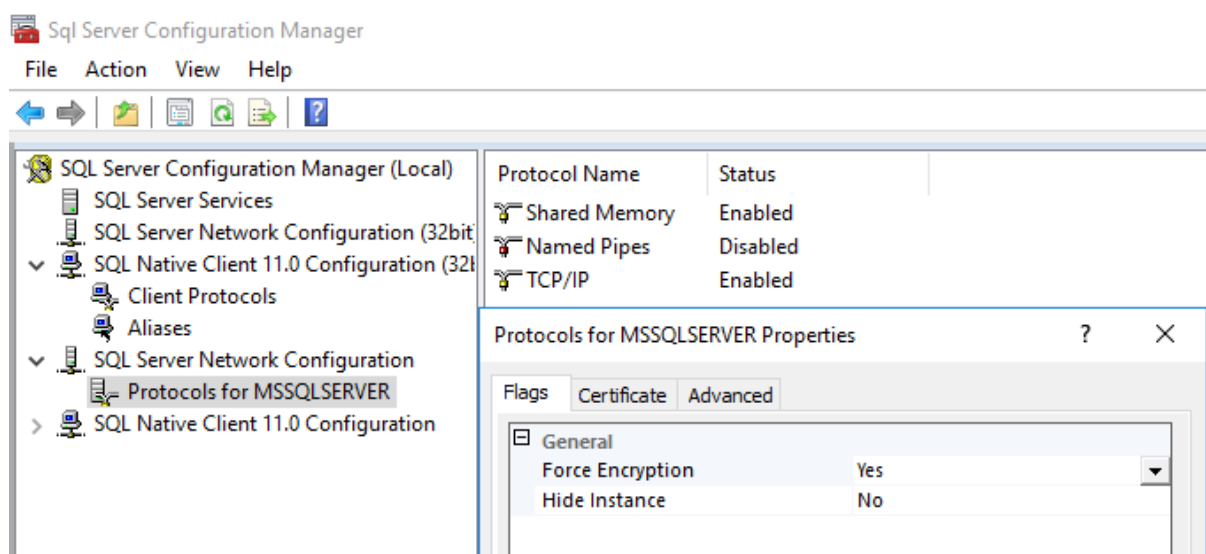 Sql Server Configuration Manager
File Action View Help
SQL Server Configuration Manager (Local)
SQL Server Services
SQL Server Network Configuration (32bit
SQL Native Client 11.0 Configuration (32
Client Protocols
Aliases
SQL Server Network Configuration
Protocols for MSSQLSERVER
SQL Native Client 11.0 Configuration
Protocol Name Status
Shared Memory Enabled
Named Pipes Disabled
TCP/IP Enabled
Protocols for MSSQLSERVER Properties
Flags Certificate Advanced
General
Force Encryption Yes
Hide Instance No